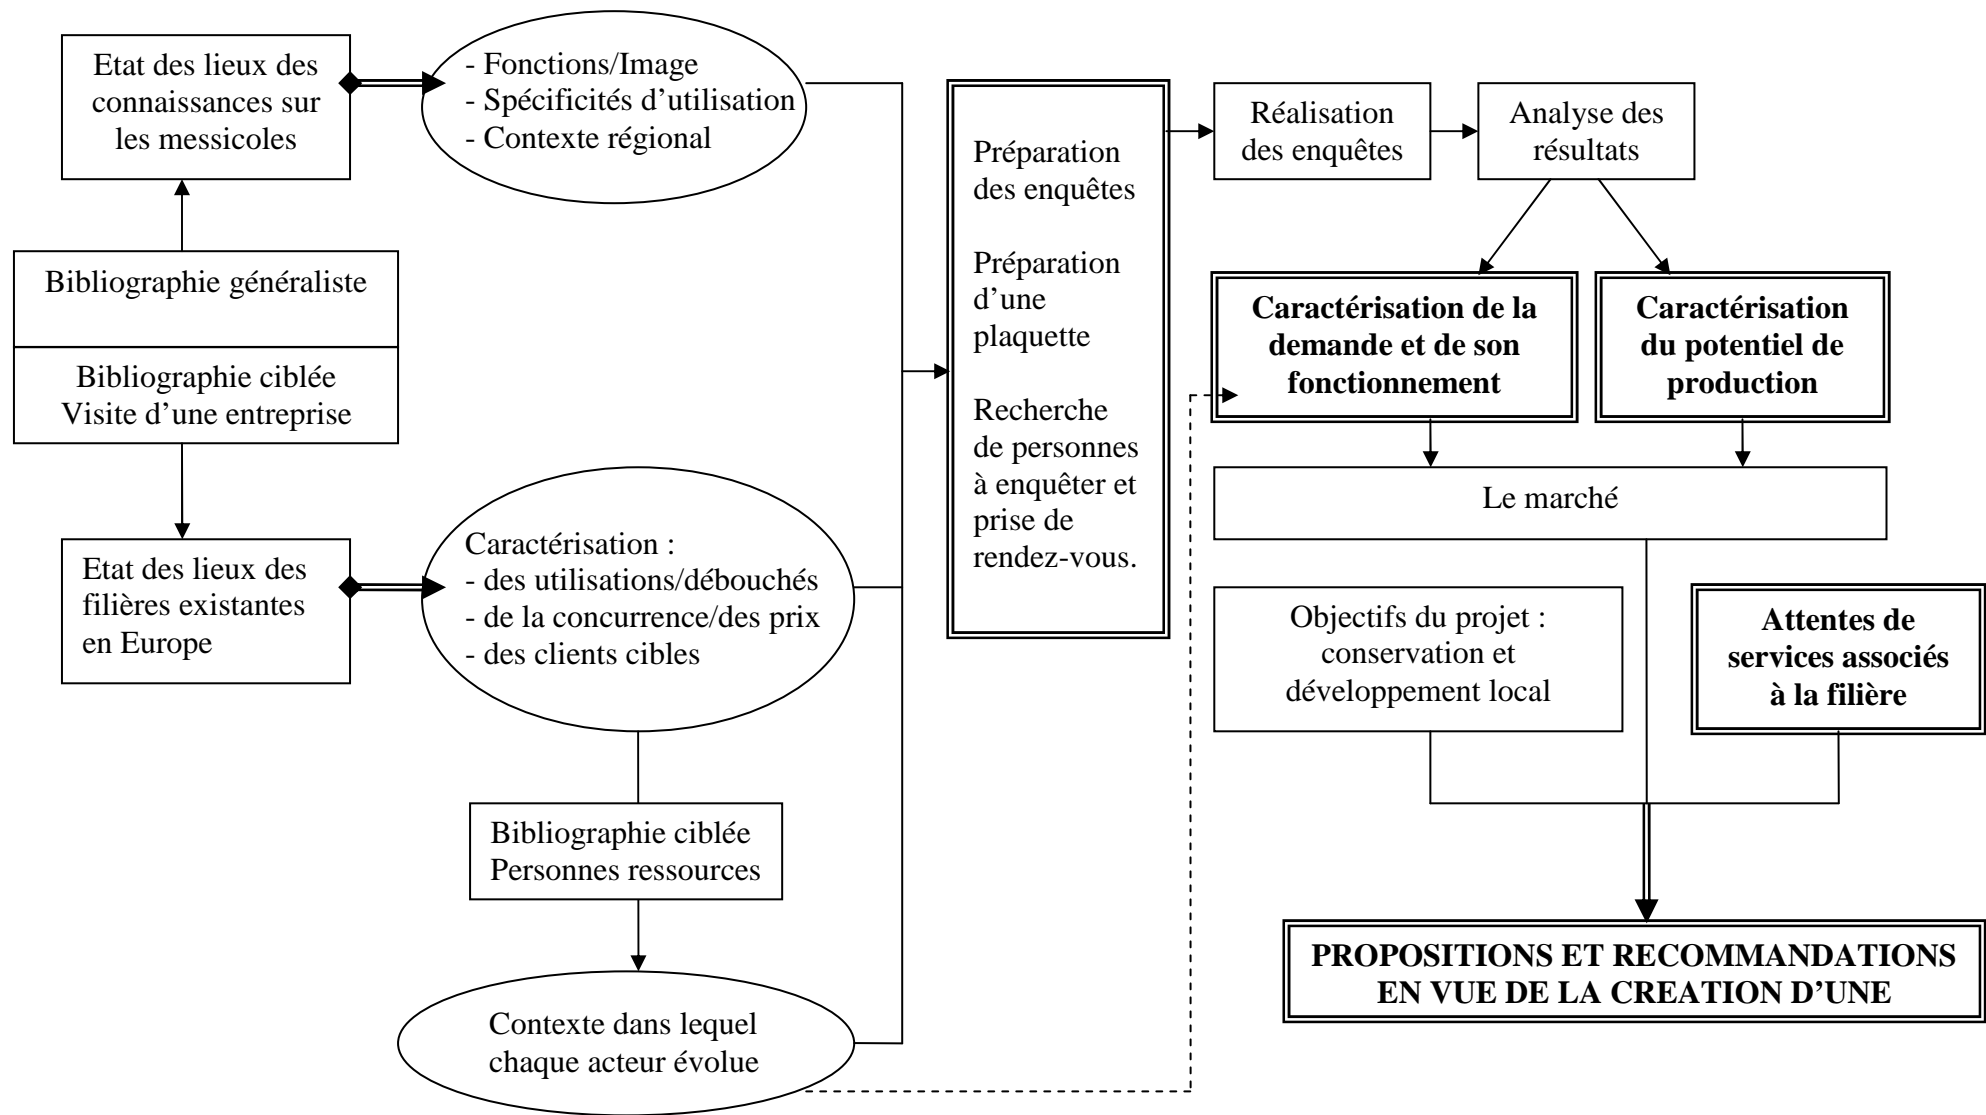 Etat des lieux des
connaissances sur
les messicoles
- Fonctions/Image
- Spécificités d’utilisation
- Contexte régional
Bibliographie généraliste
Bibliographie ciblée
Visite d’une entreprise
Etat des lieux des
filières existantes
en Europe
Caractérisation :
- des utilisations/débouchés
- de la concurrence/des prix
- des clients cibles
Bibliographie ciblée
Personnes ressources
Contexte dans lequel
chaque acteur évolue
Préparation
des enquêtes
Préparation
d’une
plaquette
Recherche
de personnes
à enquêter et
prise de
rendez-vous.
Réalisation
des enquêtes
Analyse des
résultats
Caractérisation de la
demande et de son
fonctionnement
Caractérisation
du potentiel de
production
Le marché
Objectifs du projet :
conservation et
développement local
Attentes de
services associés
à la filière
PROPOSITIONS ET RECOMMANDATIONS
EN VUE DE LA CREATION D’UNE